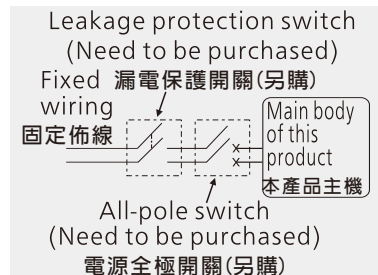 Leakage protection switch
(Need to be purchased)
Fixed 漏電保護開關(另購)
wiring
固定佈線
Main body
of this
product
本產品主機
All-pole switch
(Need to be purchased)
電源全極開關(另購)